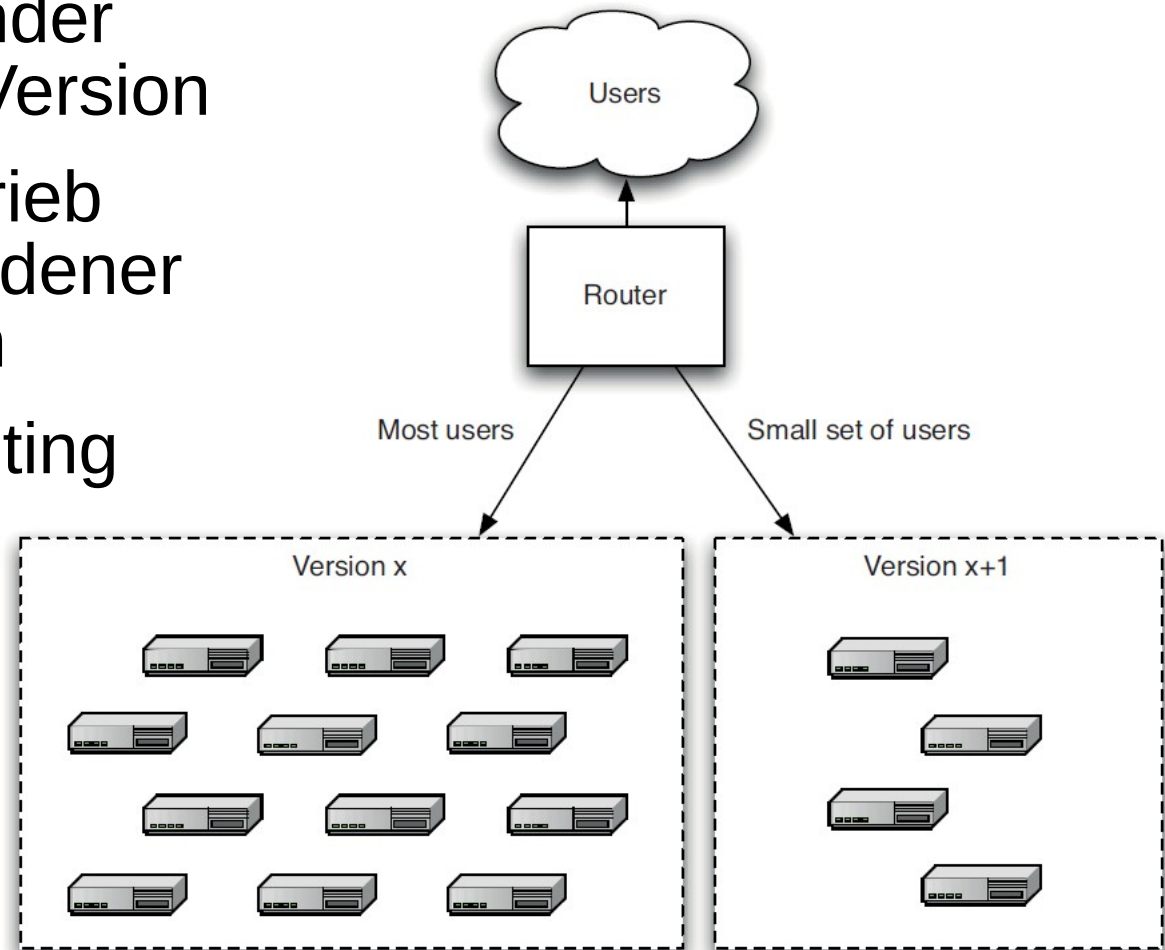 nder
Version
rieb
dener
n
ting
Users
Router
Most users
Small set of users
Version x
Version x+1